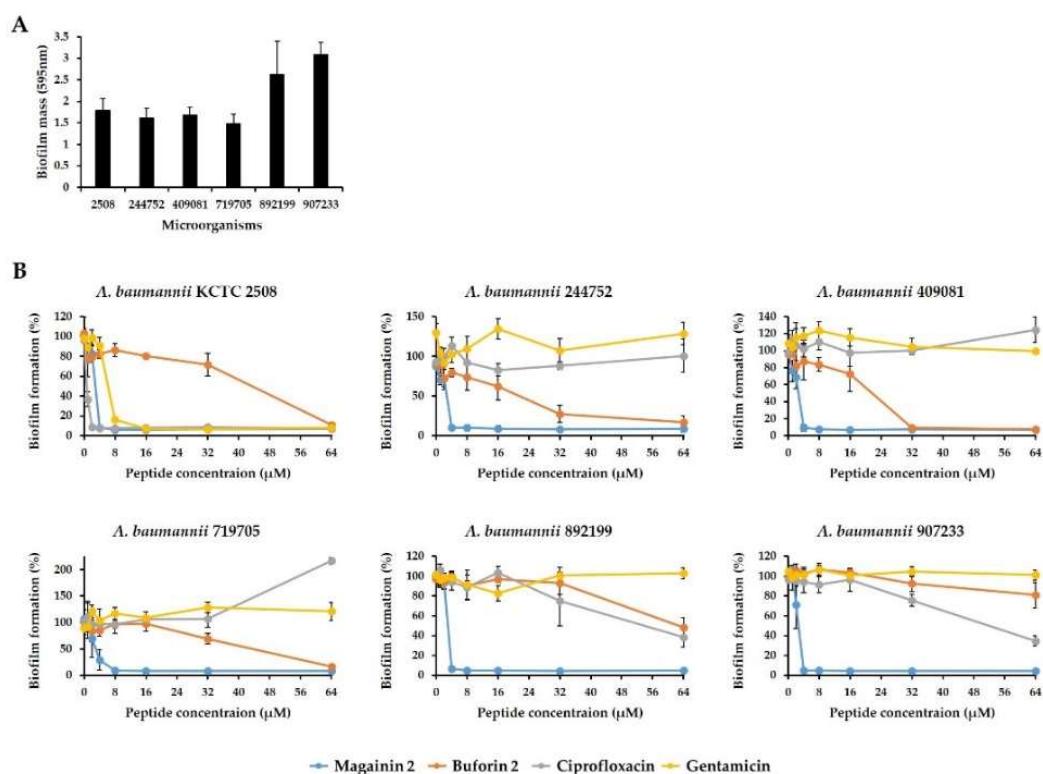 A
Biofilm mass (595nm)
3.5
3
2.5
2
1.5
1
0.5
0
2508 244752 409081 719705 892199 907233
Microorganisms
B
A. baumannii KCTC 2508
Biofilm formation (%)
120
100
80
60
40
20
0
0 8 16 24 32 40 48 56 64
Peptide concentraion (μM)
A. baumannii 244752
Biofilm formation (%)
150
100
50
0
0 8 16 24 32 40 48 56 64
Peptide concentraion (μM)
A. baumannii 409081
Biofilm formation (%)
140
120
100
80
60
40
20
0
0 8 16 24 32 40 48 56 64
Peptide concentraion (μM)
A. baumannii 719705
Biofilm formation (%)
200
150
100
50
0
0 8 16 24 32 40 48 56 64
Peptide concentraion (μM)
A. baumannii 892199
Biofilm formation (%)
120
100
80
60
40
20
0
0 8 16 24 32 40 48 56 64
Peptide concentraion (μM)
A. baumannii 907233
Biofilm formation (%)
120
100
80
60
40
20
0
0 8 16 24 32 40 48 56 64
Peptide concentraion (μM)
Magainin 2 Buforin 2 Ciprofloxacin Gentamicin